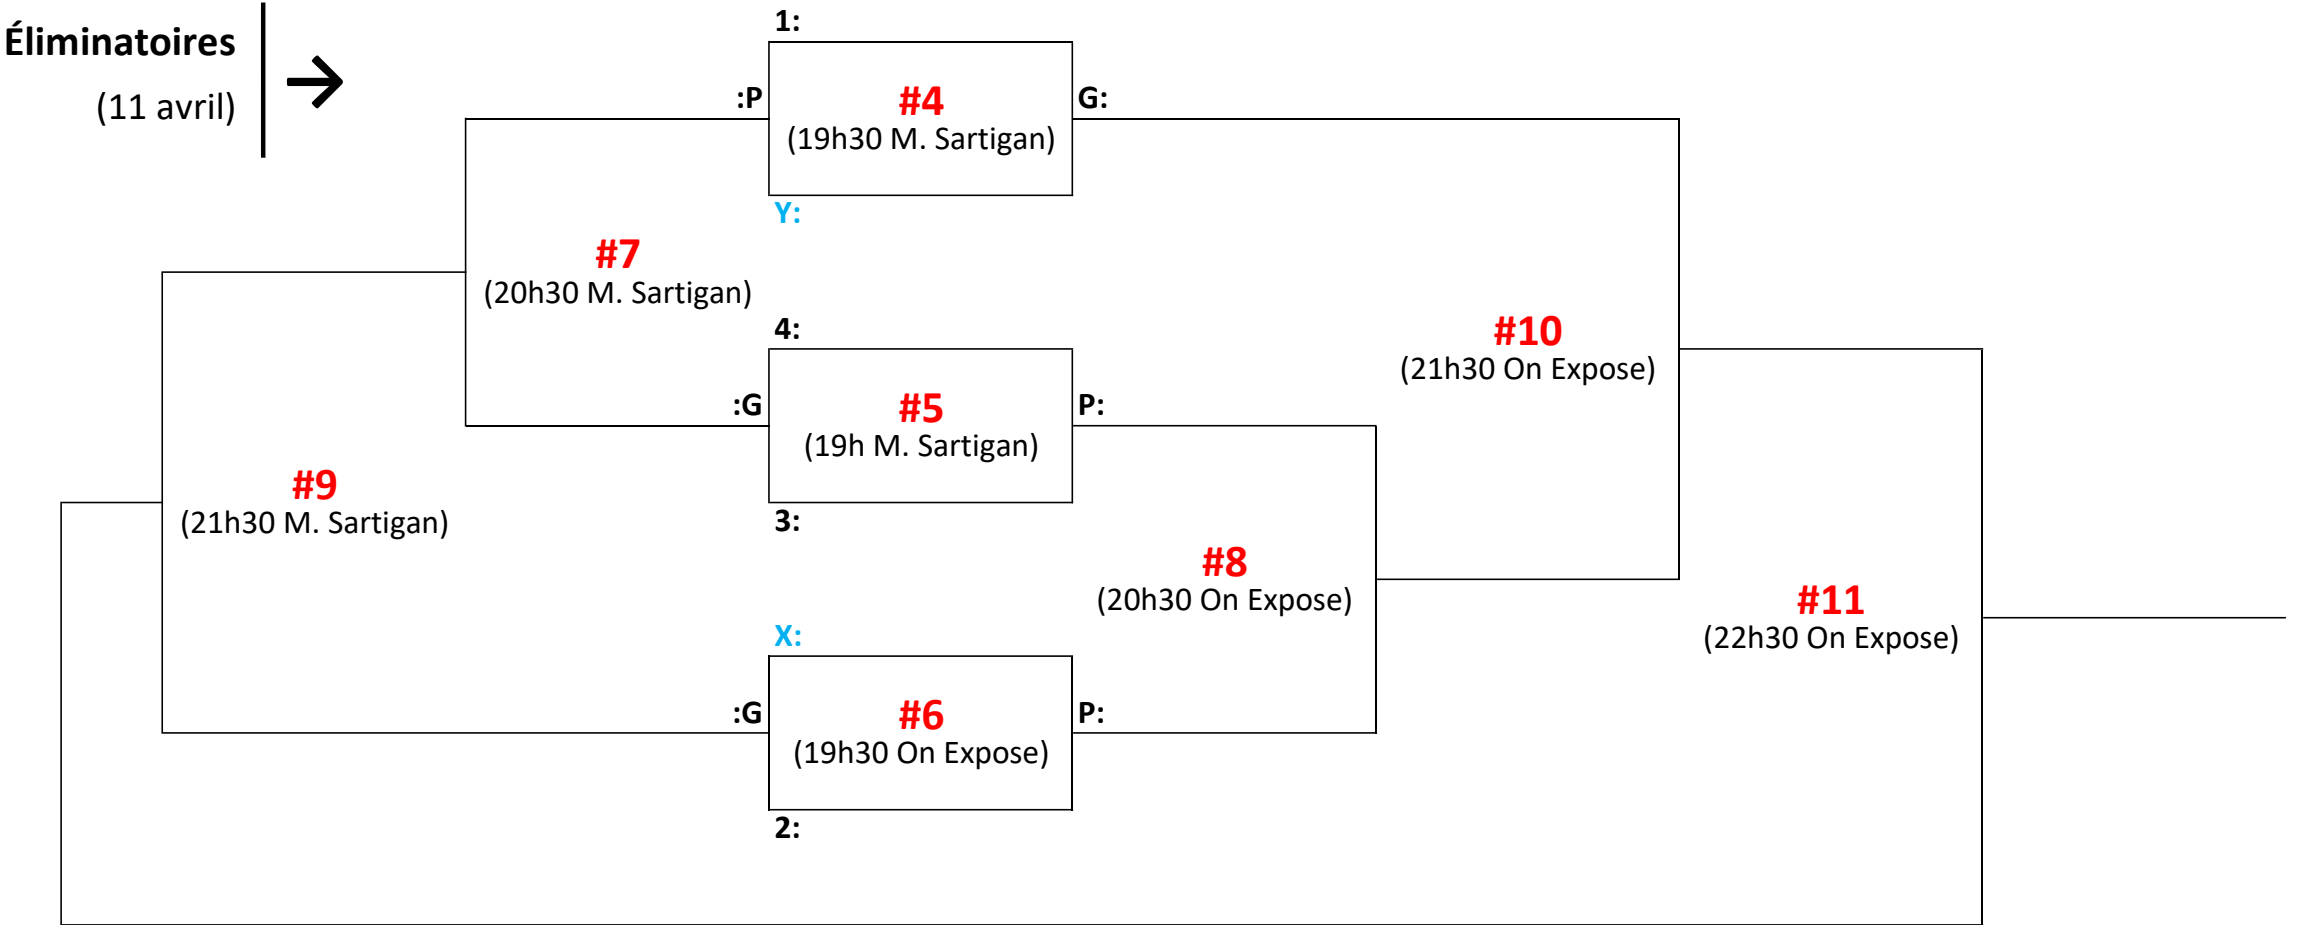 Éliminatoires
(11 avril)
1:
:P
#4
G:
(19h30 M. Sartigan)
Y:
#7
(20h30 M. Sartigan)
4:
#10
(21h30 On Expose)
:G
#5
P:
(19h M. Sartigan)
#9
(21h30 M. Sartigan)
3:
#8
(20h30 On Expose)
#11
(22h30 On Expose)
X:
:G
#6
P:
(19h30 On Expose)
2: